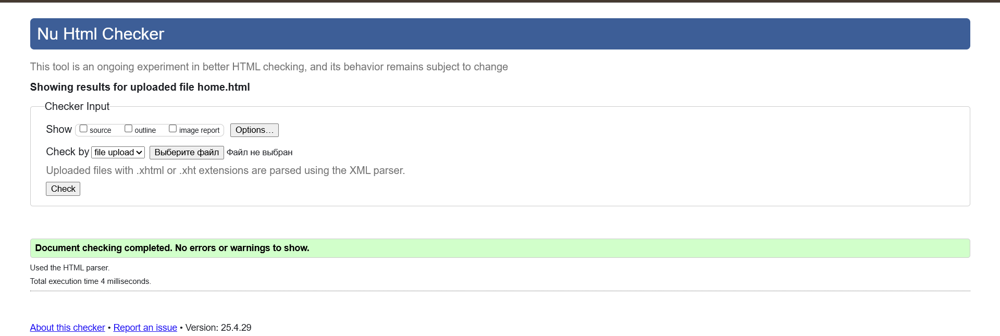 Nu Html Checker
This tool is an ongoing experiment in better HTML checking, and its behavior remains subject to change
Showing results for uploaded file home.html
Checker Input
Show source outline image report Options...
Check by file upload Выберите файл Файл не выбран
Uploaded files with .xhtml or .xht extensions are parsed using the XML parser.
Check
Document checking completed. No errors or warnings to show.
Used the HTML parser.
Total execution time 4 milliseconds.
About this checker • Report an issue • Version: 25.4.29